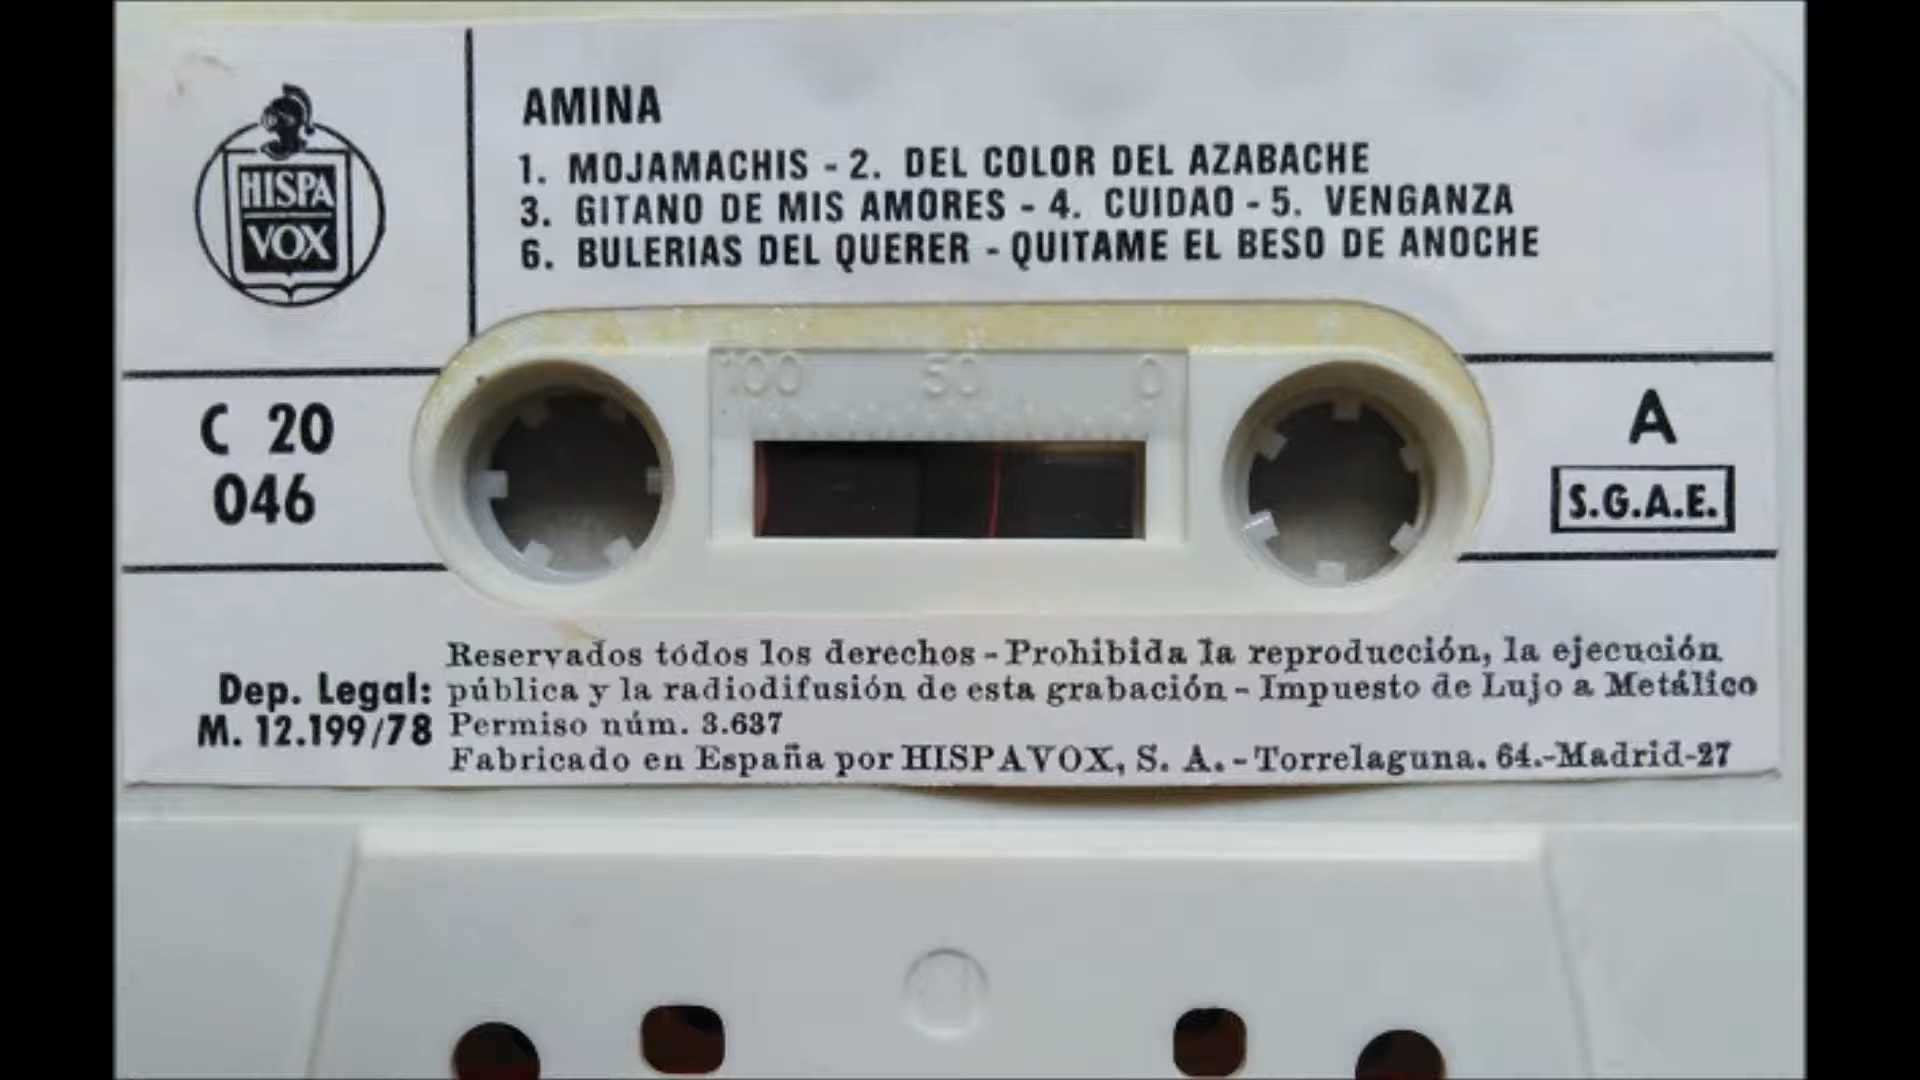 HISPA
VOX
AMINA
1. MOJAMACHIS - 2. DEL COLOR DEL AZABACHE
3. GITANO DE MIS AMORES - 4. CUIDAO - 5. VENGANZA
6. BULERIAS DEL QUERER - QUITAME EL BESO DE ANOCHE
100 50 0
C 20
046
A
S.G.A.E.
Dep. Legal:
M. 12.199/78
Reservados todos los derechos - Prohibida la reproducción, la ejecución
pública y la radiodifusión de esta grabación - Impuesto de Lujo a Metálico
Permiso núm. 3.637
Fabricado en España por HISPAVOX, S. A. - Torrelaguna. 64.-Madrid-27